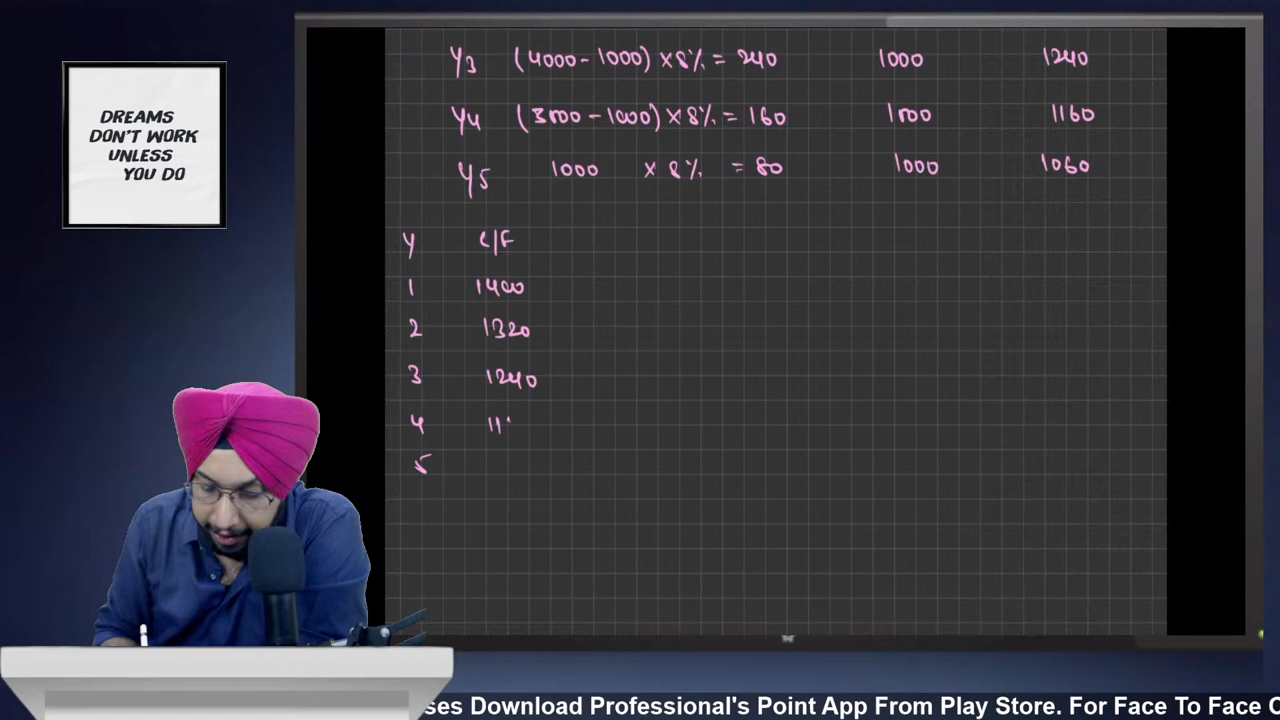 DREAMS
DON'T WORK
UNLESS
YOU DO
Y3 (4000-1000) x 8% = 240 1000 1240
Y4 (3000-1000) x 8% = 160 1000 1160
Y5 1000 x 8% = 80 1000 1060
Y C/F
1 1400
2 1320
3 1240
4 11
5
ses Download Professional's Point App From Play Store. For Face To Face C